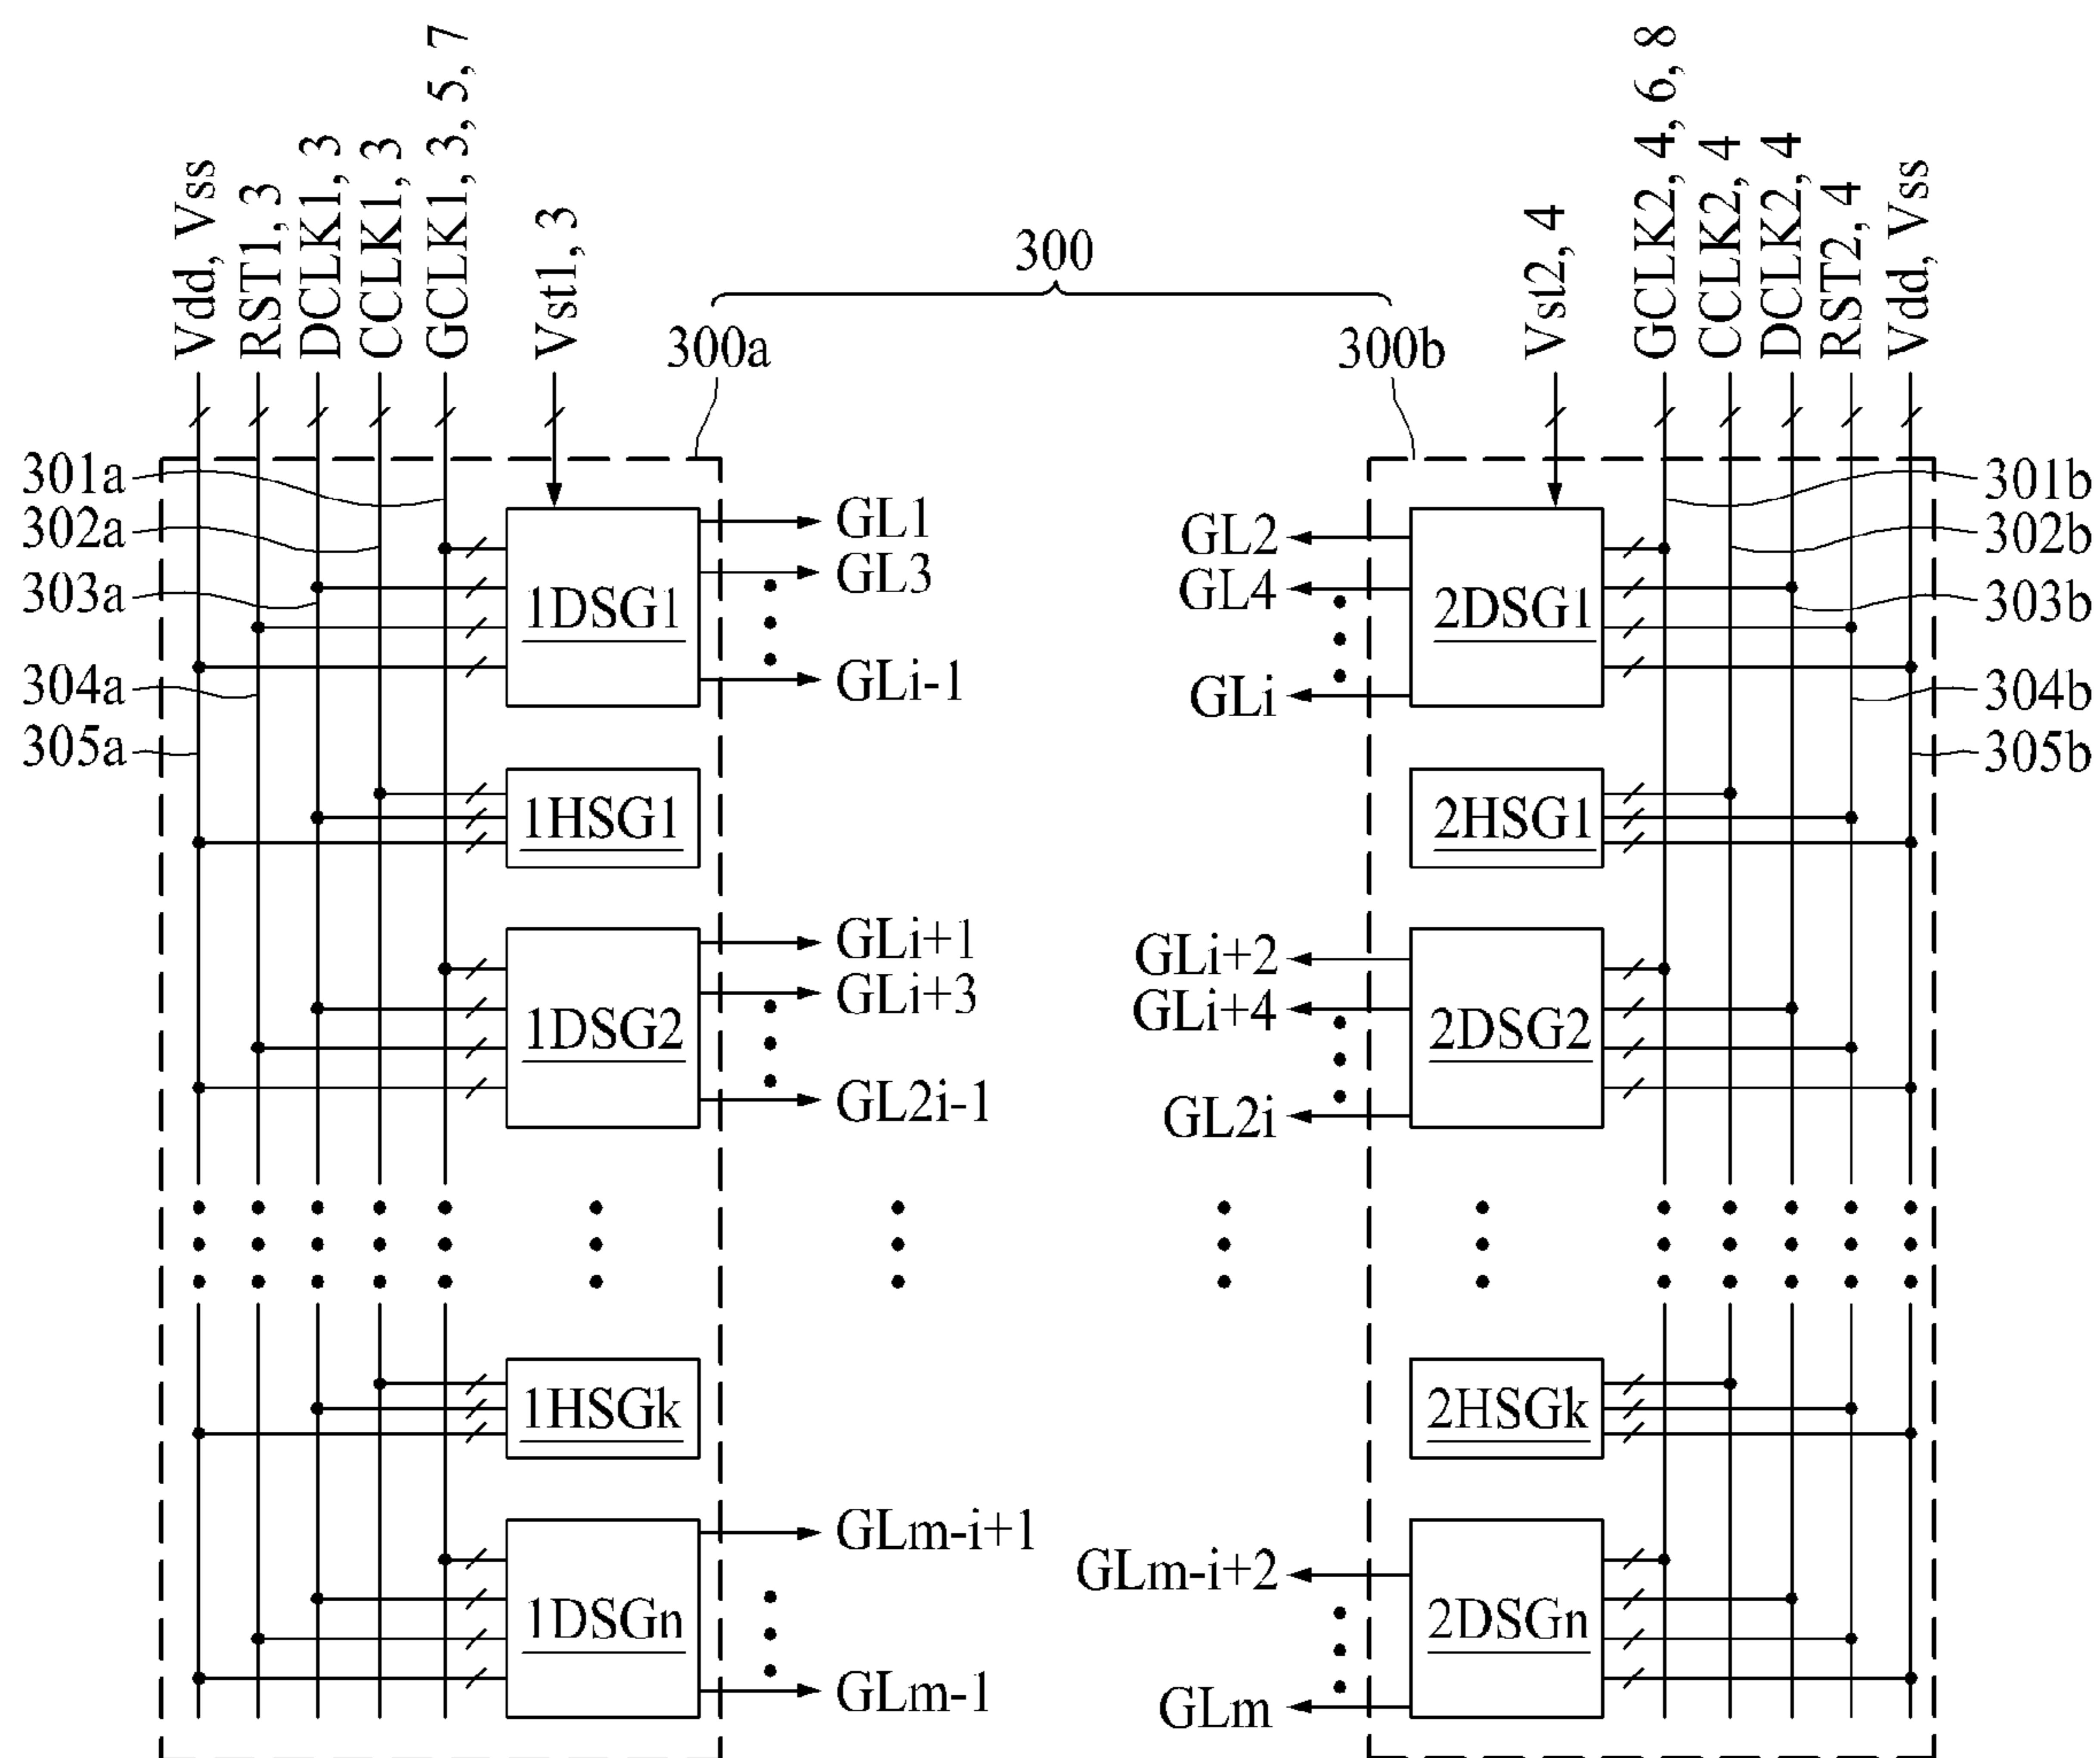 Vdd, Vss
RST1, 3
DCLK1, 3
CCLK1, 3
GCLK1, 3, 5, 7
Vst1, 3
300
Vst2, 4
GCLK2, 4, 6, 8
CCLK2, 4
DCLK2, 4
RST2, 4
Vdd, Vss
300a
300b
301a
302a
303a
304a
305a
1DSG1
GL1
GL3
GLi-1
GL2
GL4
GLi
2DSG1
301b
302b
303b
304b
305b
1HSG1
2HSG1
1DSG2
GLi+1
GLi+3
GL2i-1
GLi+2
GLi+4
GL2i
2DSG2
1HSGk
2HSGk
1DSGn
GLm-i+1
GLm-1
GLm-i+2
GLm
2DSGn